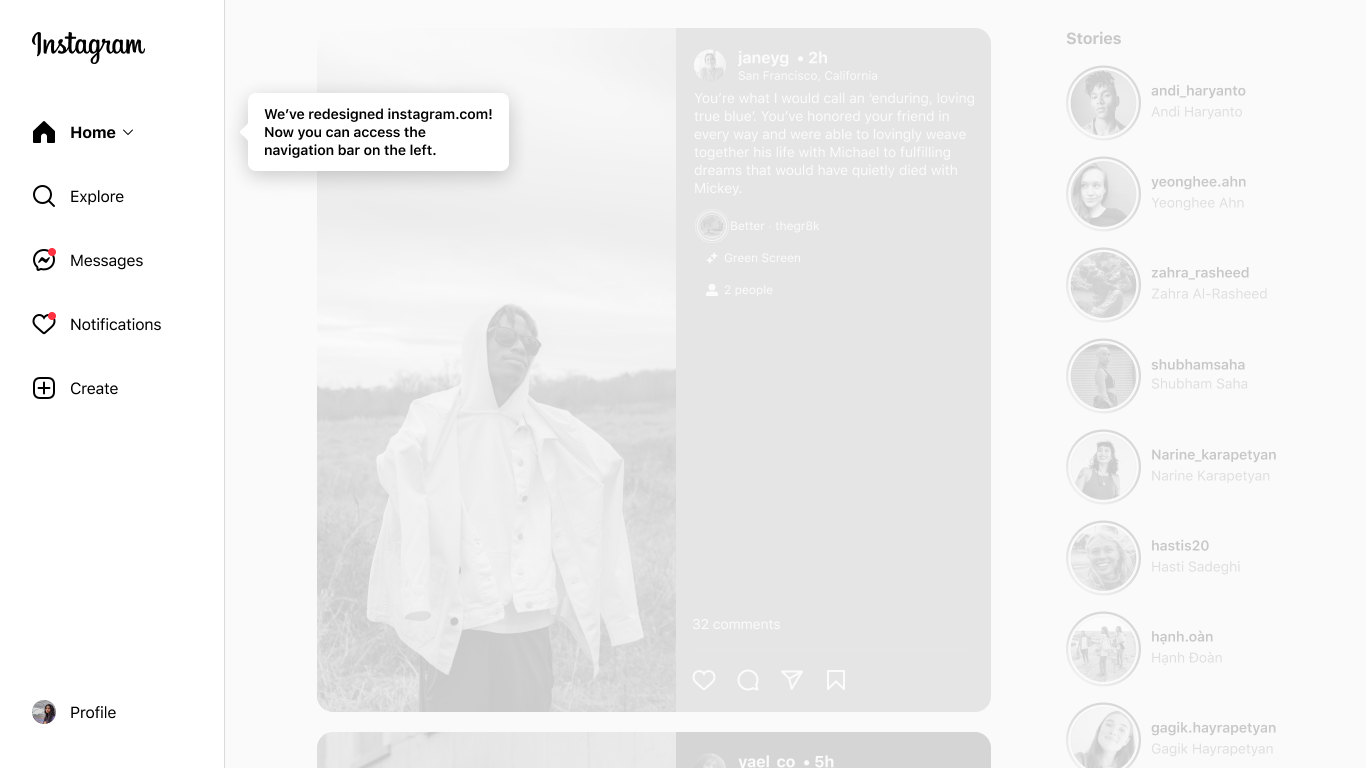 Instagram
Home
Explore
Messages
Notifications
Create
Profile
We’ve redesigned instagram.com!
Now you can access the
navigation bar on the left.
janeyg • 2h
San Francisco, California
You’re what I would call an ‘enduring, loving
true blue’. You’ve honored your friend in
every way and were able to lovingly weave
together his life with Michael to fulfilling
dreams that would have quietly died with
Mickey.
Better · thegr8k
Green Screen
2 people
32 comments
yael_co • 5h
Stories
andi_haryanto
Andi Haryanto
yeonghee.ahn
Yeonghee Ahn
zahra_rasheed
Zahra Al-Rasheed
shubhamsaha
Shubham Saha
Narine_karapetyan
Narine Karapetyan
hastis20
Hasti Sadeghi
hạnh.oàn
Hạnh Đoàn
gagik.hayrapetyan
Gagik Hayrapetyan